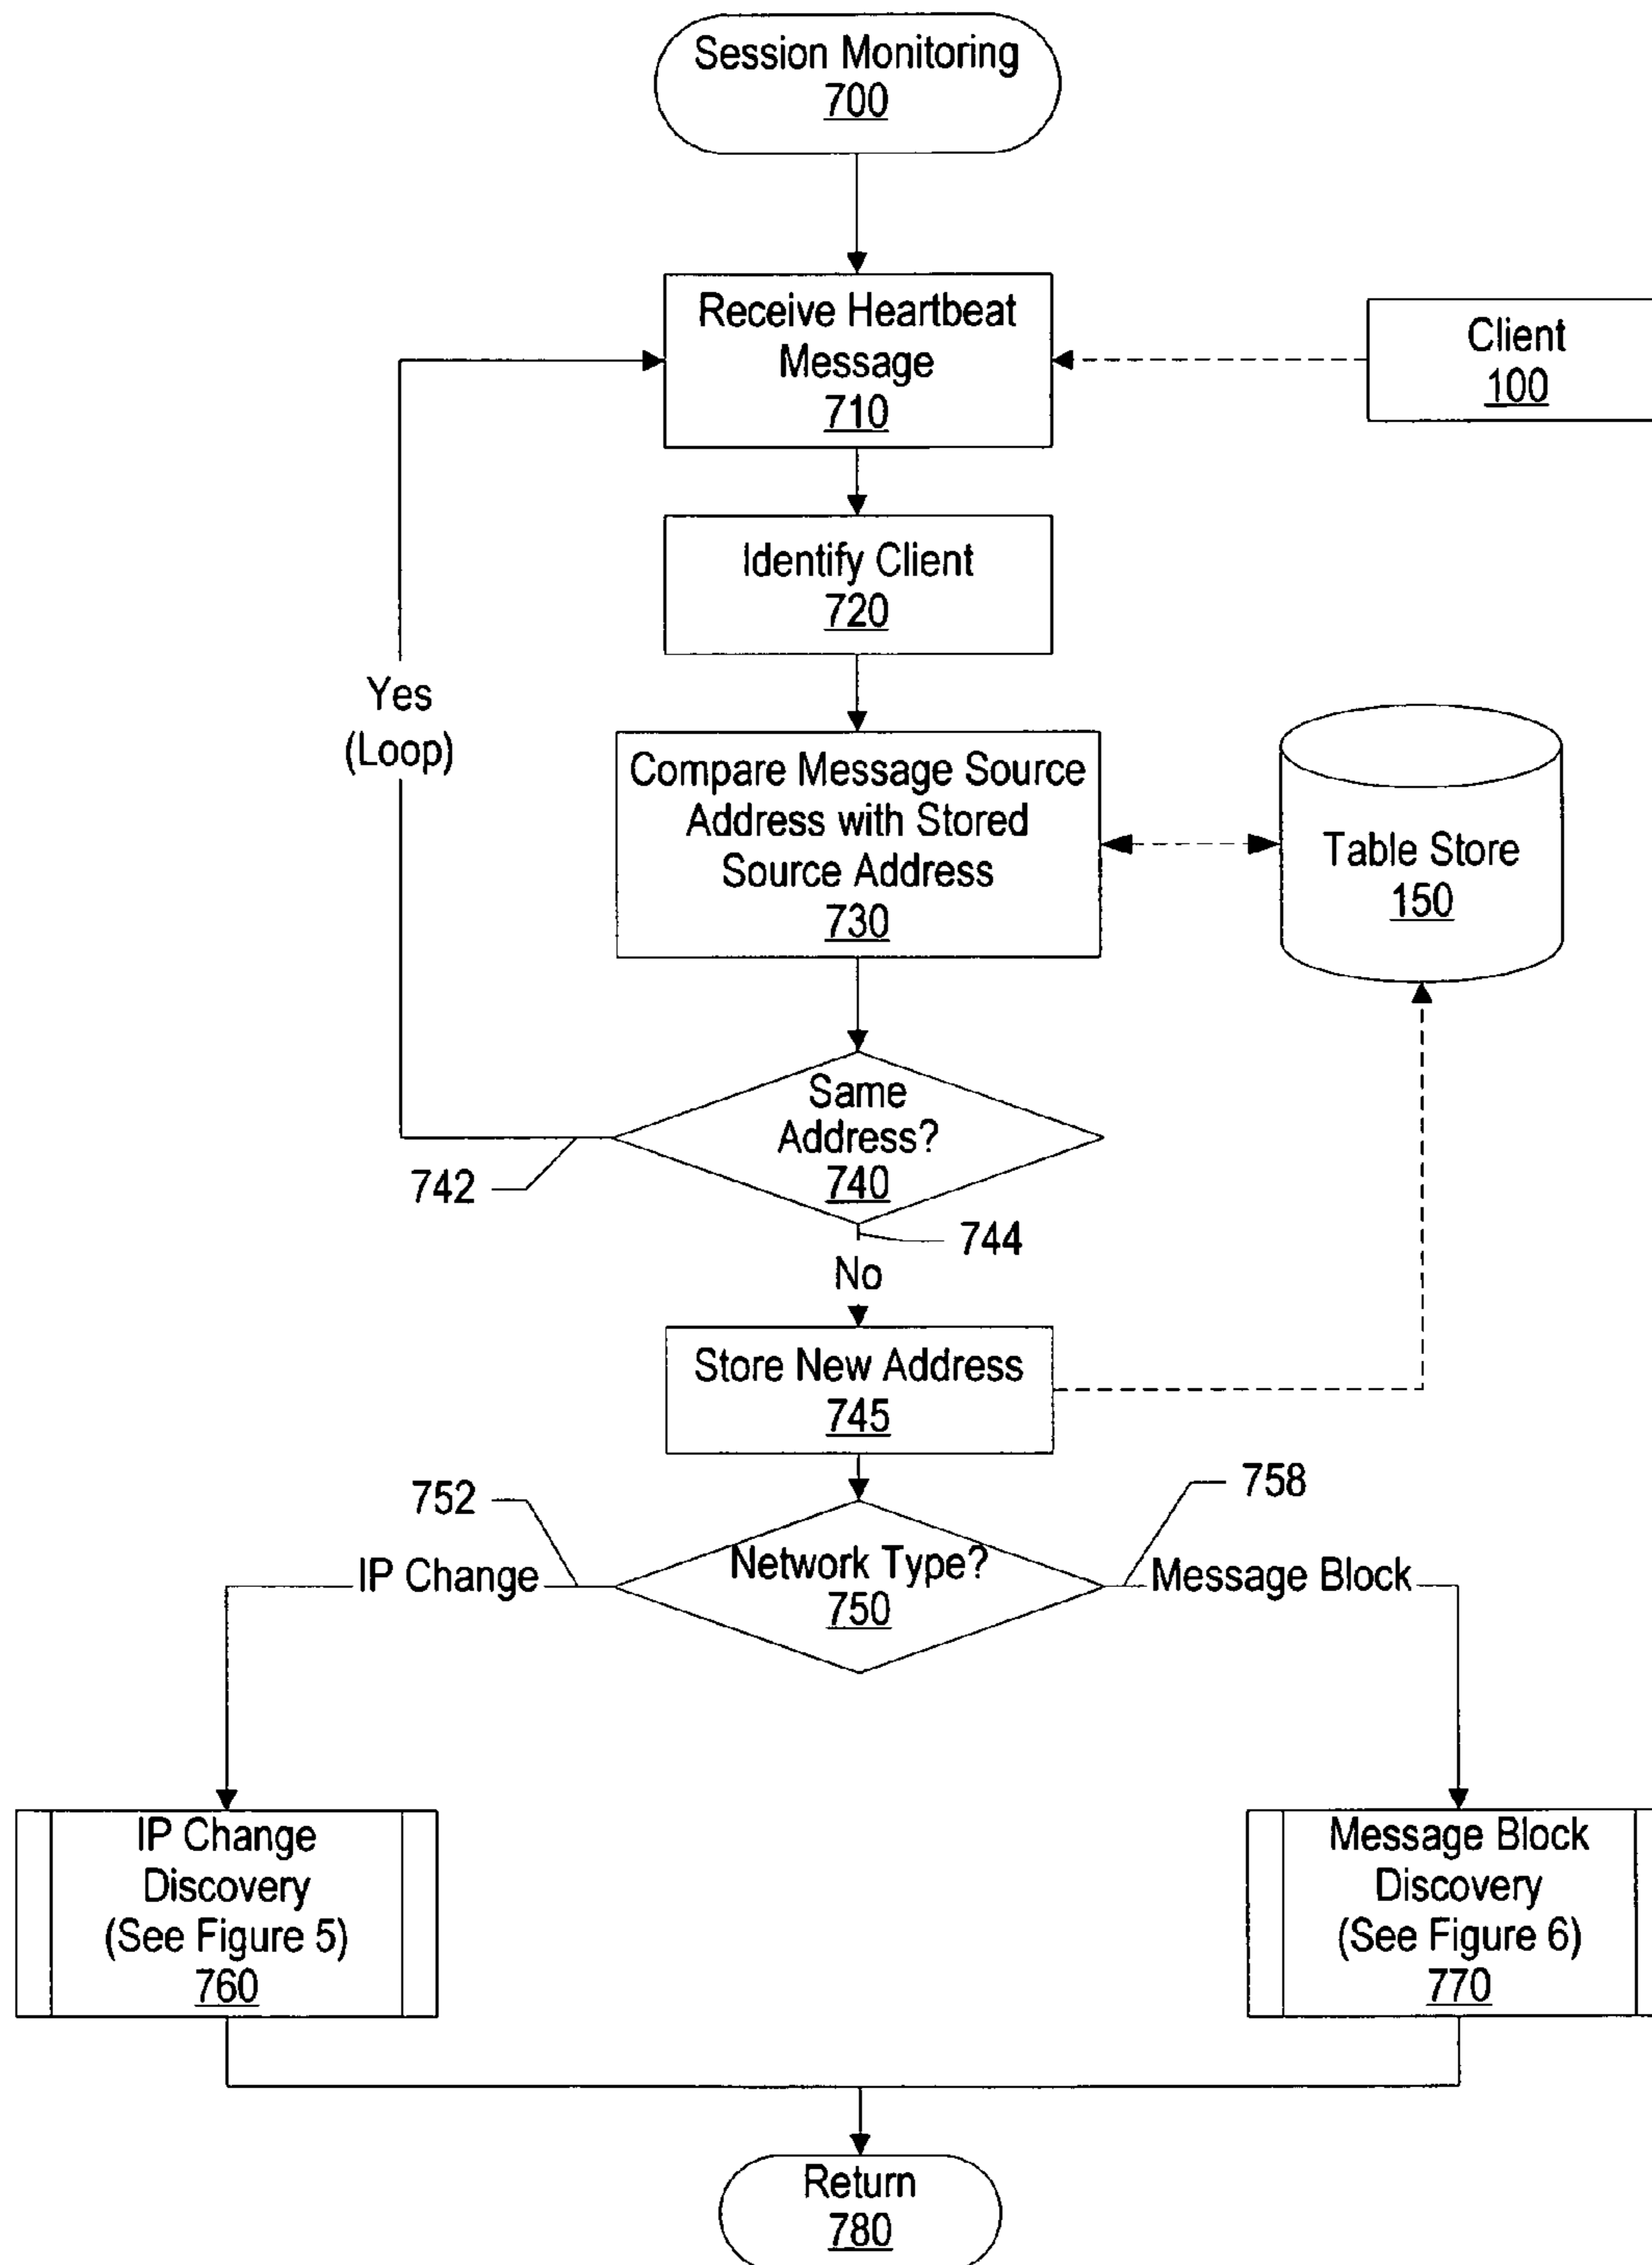 Session Monitoring
700
Receive Heartbeat
Message
710
Client
100
Identify Client
720
Yes
(Loop)
Compare Message Source
Address with Stored
Source Address
730
Table Store
150
Same
Address?
740
742
744
No
Store New Address
745
752
758
IP Change
Network Type?
750
Message Block
IP Change
Discovery
(See Figure 5)
760
Message Block
Discovery
(See Figure 6)
770
Return
780